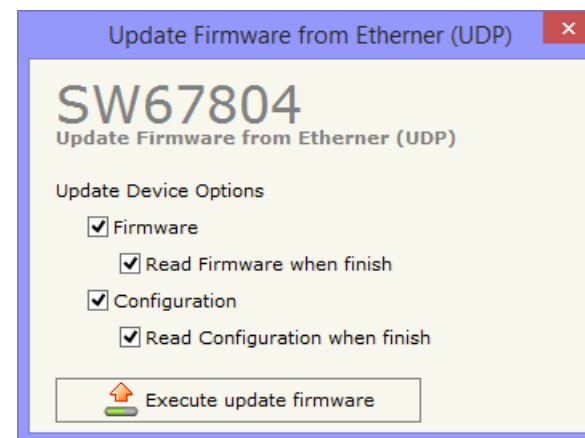 Update Firmware from Etherner (UDP)
SW67804
Update Firmware from Etherner (UDP)
Update Device Options
Firmware
Read Firmware when finish
Configuration
Read Configuration when finish
Execute update firmware